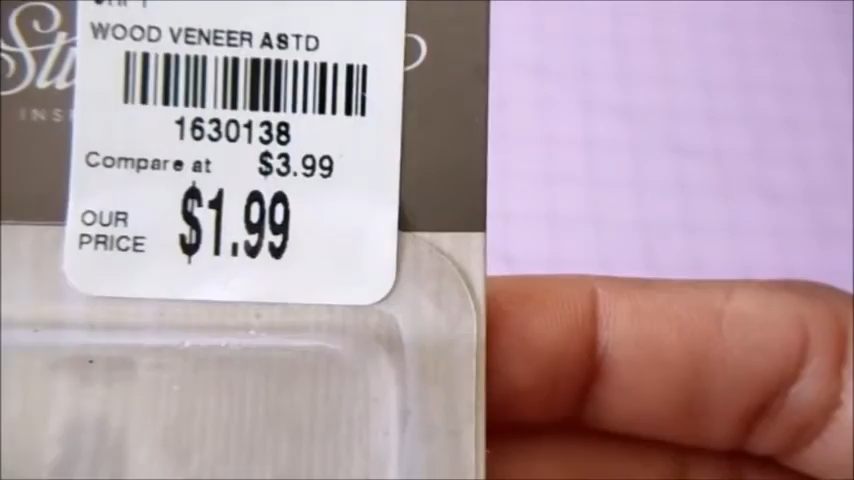 WOOD VENEER ASTD
1630138
Compare at $3.99
OUR PRICE $1.99